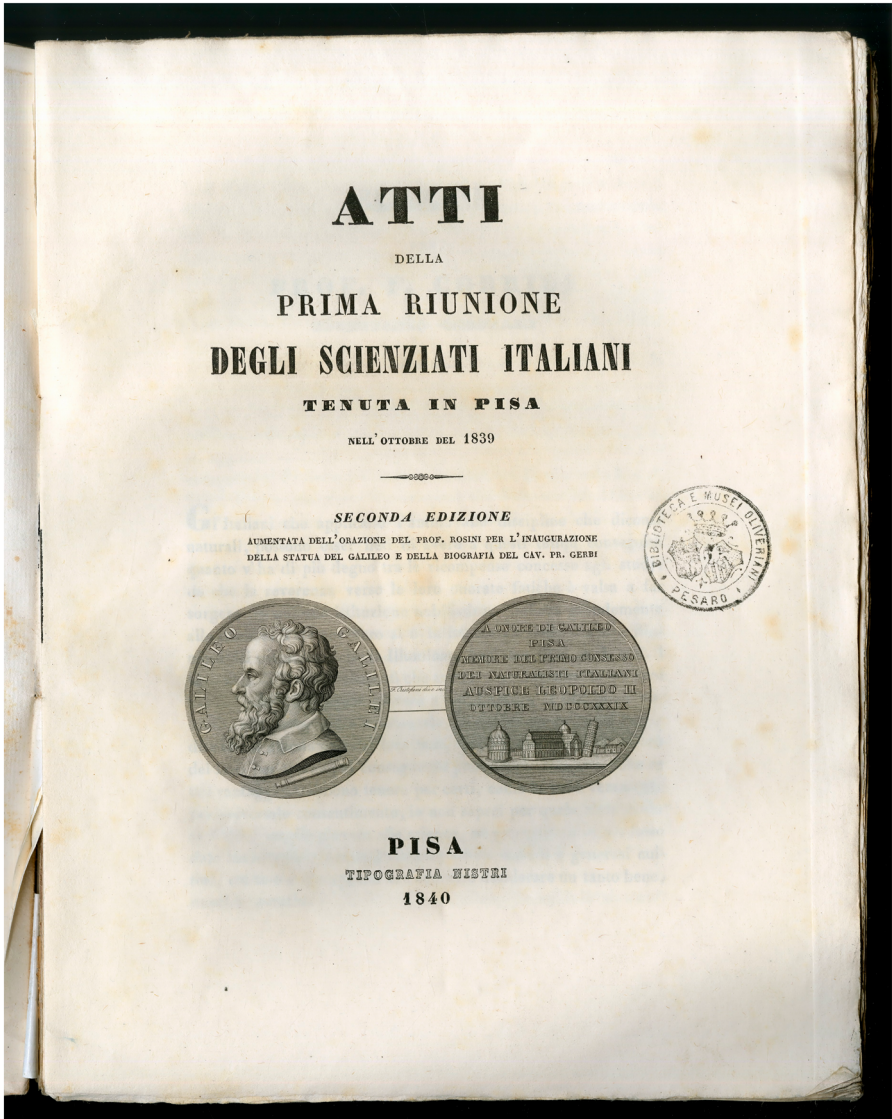 ATTI
DELLA
PRIMA RIUNIONE
DEGLI SCIENZIATI ITALIANI
TENUTA IN PISA
NELL'OTTOBRE DEL 1839
SECONDA EDIZIONE
AUMENTATA DELL'ORAZIONE DEL PROF. ROSINI PER L'INAUGURAZIONE
DELLA STATUA DEL GALILEO E DELLA BIOGRAFIA DEL CAV. PR. GERBI
BIBLIOTECA E MUSEI OLIVERIANI
PESARO
GALILEO GALILEI
A ONORE DI GALILEO
PISA
MEMORE DEL PRIMO CONSESSO
DEI NATURALISTI ITALIANI
AUSPICE LEOPOLDO II
OTTOBRE MDCCCXXXIX
PISA
TIPOGRAFIA NISTRI
1840